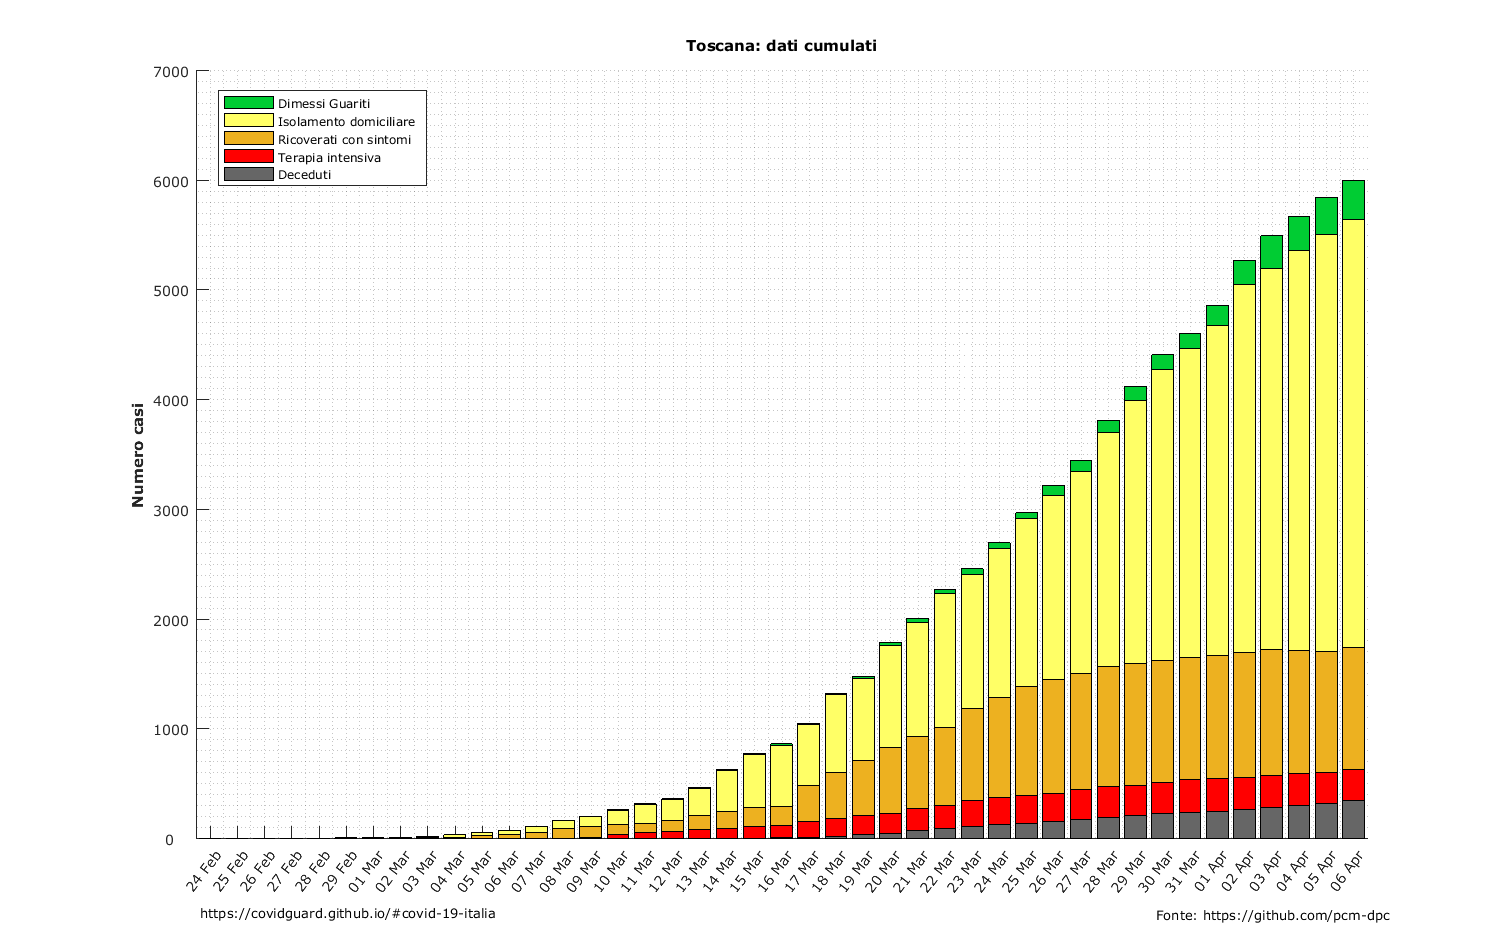 Toscana: dati cumulati
7000
6000
5000
4000
3000
2000
1000
0
Numero casi
Dimessi Guariti
Isolamento domiciliare
Ricoverati con sintomi
Terapia intensiva
Deceduti
24 Feb
25 Feb
26 Feb
27 Feb
28 Feb
29 Feb
01 Mar
02 Mar
03 Mar
04 Mar
05 Mar
06 Mar
07 Mar
08 Mar
09 Mar
10 Mar
11 Mar
12 Mar
13 Mar
14 Mar
15 Mar
16 Mar
17 Mar
18 Mar
19 Mar
20 Mar
21 Mar
22 Mar
23 Mar
24 Mar
25 Mar
26 Mar
27 Mar
28 Mar
29 Mar
30 Mar
31 Mar
01 Apr
02 Apr
03 Apr
04 Apr
05 Apr
06 Apr
https://covidguard.github.io/#covid-19-italia
Fonte: https://github.com/pcm-dpc